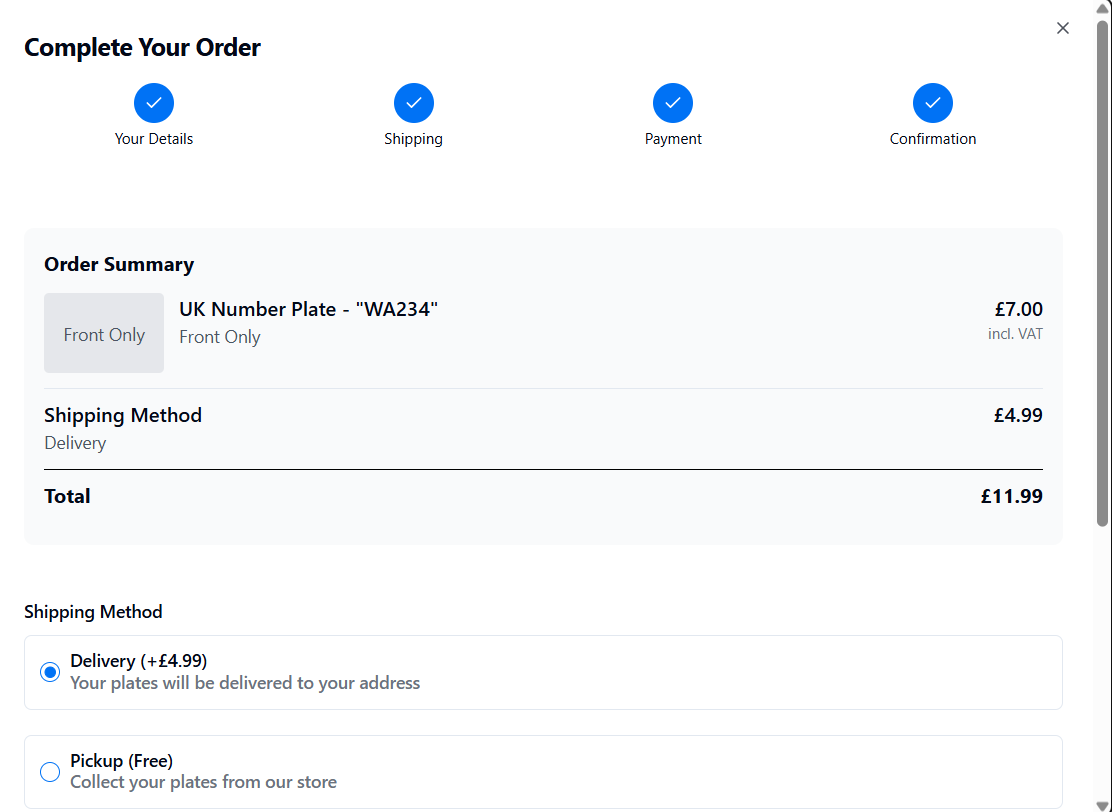 Complete Your Order
Your Details
Shipping
Payment
Confirmation
Order Summary
Front Only
UK Number Plate - "WA234"
£7.00
Front Only
incl. VAT
Shipping Method
£4.99
Delivery
Total
£11.99
Shipping Method
Delivery (+£4.99)
Your plates will be delivered to your address
Pickup (Free)
Collect your plates from our store